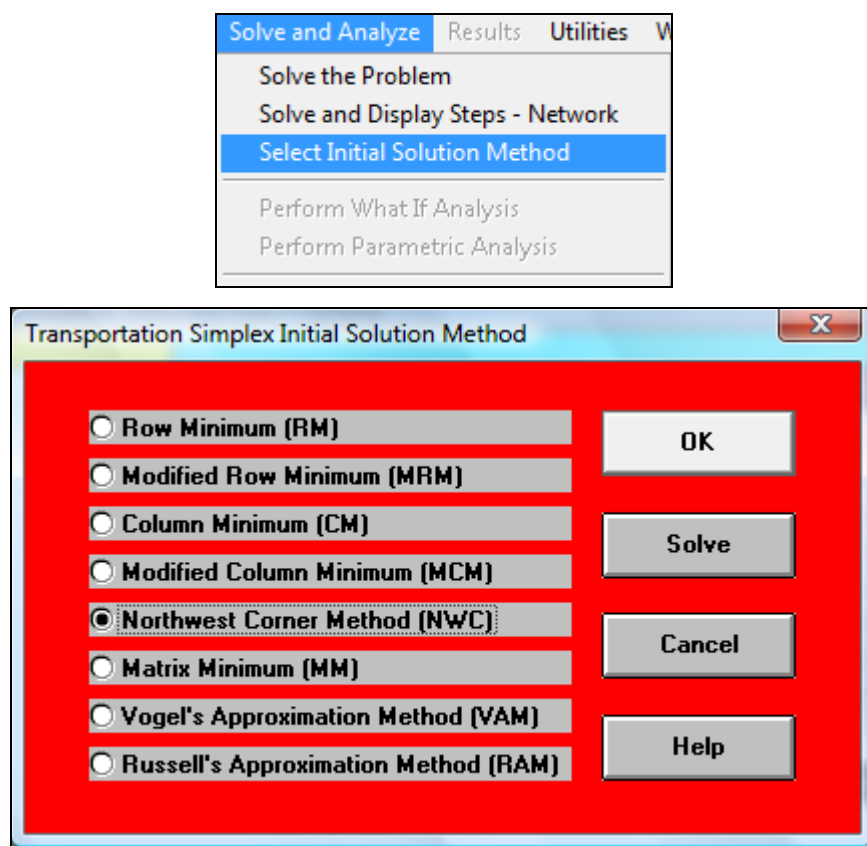 Solve and Analyze Results Utilities W
Solve the Problem
Solve and Display Steps - Network
Select Initial Solution Method
Perform What If Analysis
Perform Parametric Analysis
Transportation Simplex Initial Solution Method
Row Minimum (RM)
Modified Row Minimum (MRM)
Column Minimum (CM)
Modified Column Minimum (MCM)
Northwest Corner Method (NWC)
Matrix Minimum (MM)
Vogel's Approximation Method (VAM)
Russell's Approximation Method (RAM)
OK
Solve
Cancel
Help